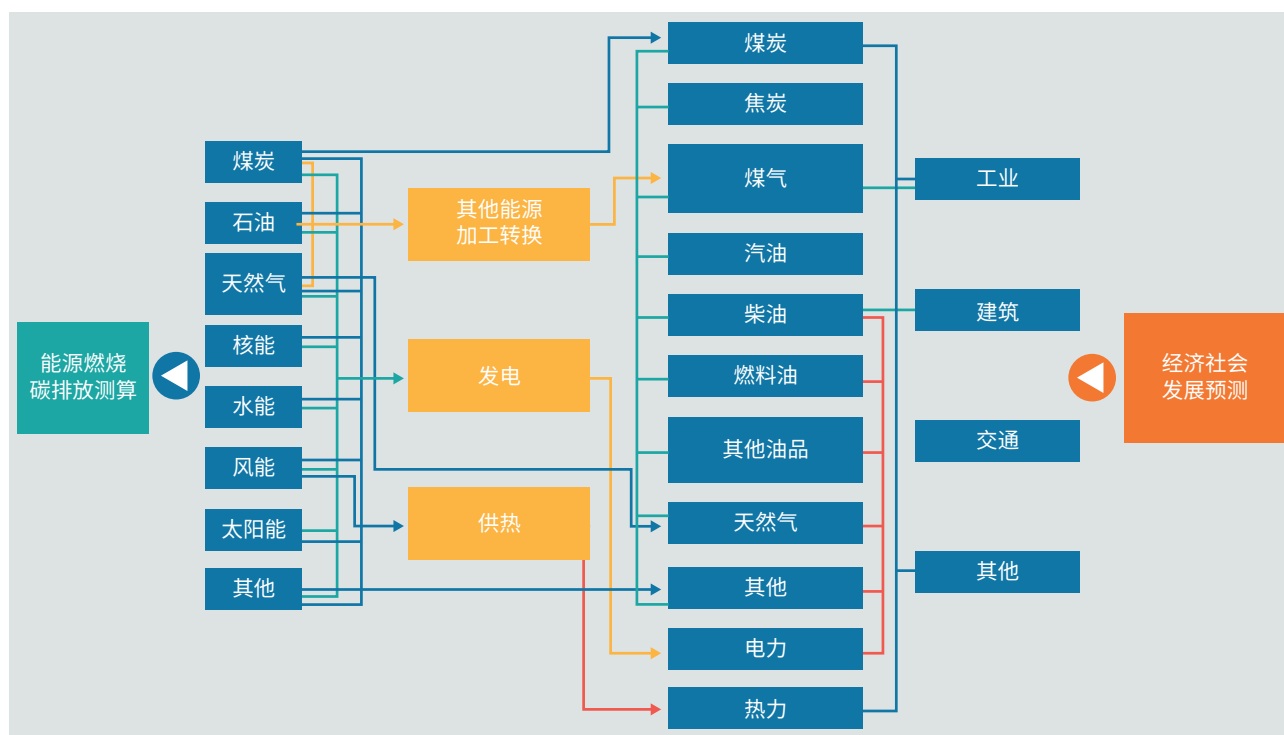 能源燃烧
碳排放测算
煤炭
石油
天然气
核能
水能
风能
太阳能
其他
其他能源
加工转换
发电
供热
煤炭
焦炭
煤气
汽油
柴油
燃料油
其他油品
天然气
其他
电力
热力
工业
建筑
交通
其他
经济社会
发展预测